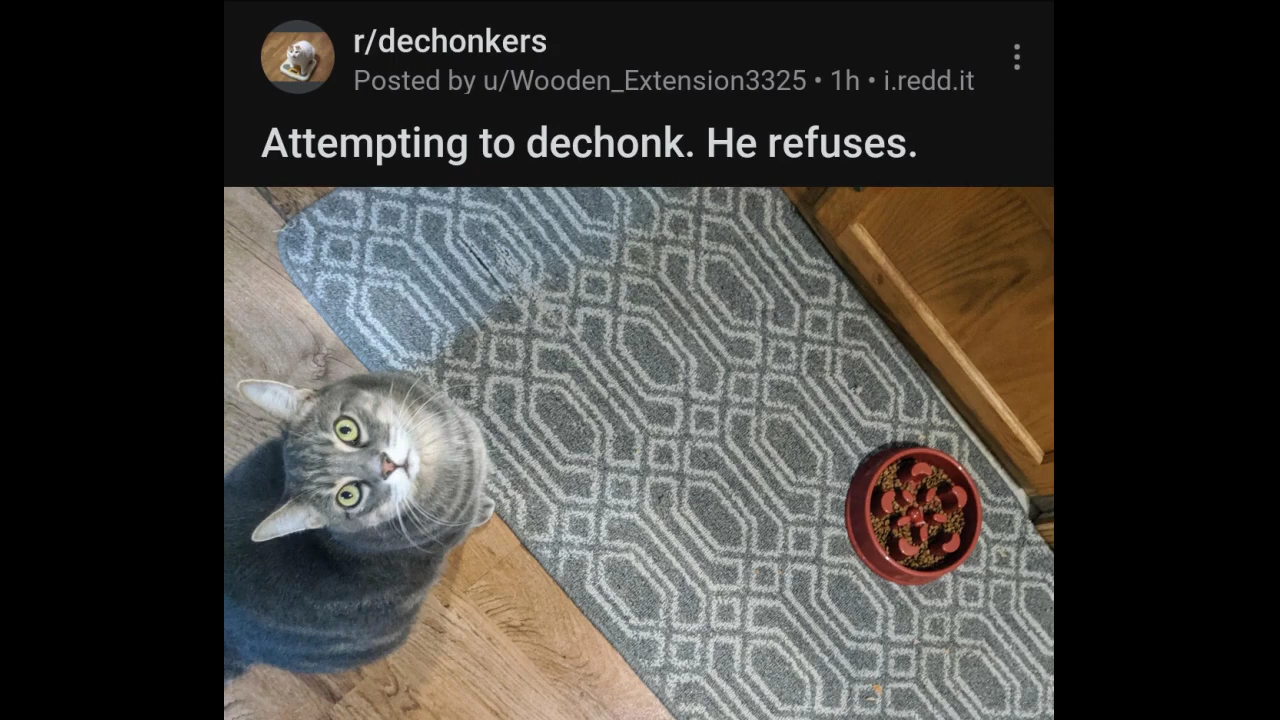 r/dechonkers
Posted by u/Wooden_Extension3325 • 1h • i.redd.it
Attempting to dechonk. He refuses.